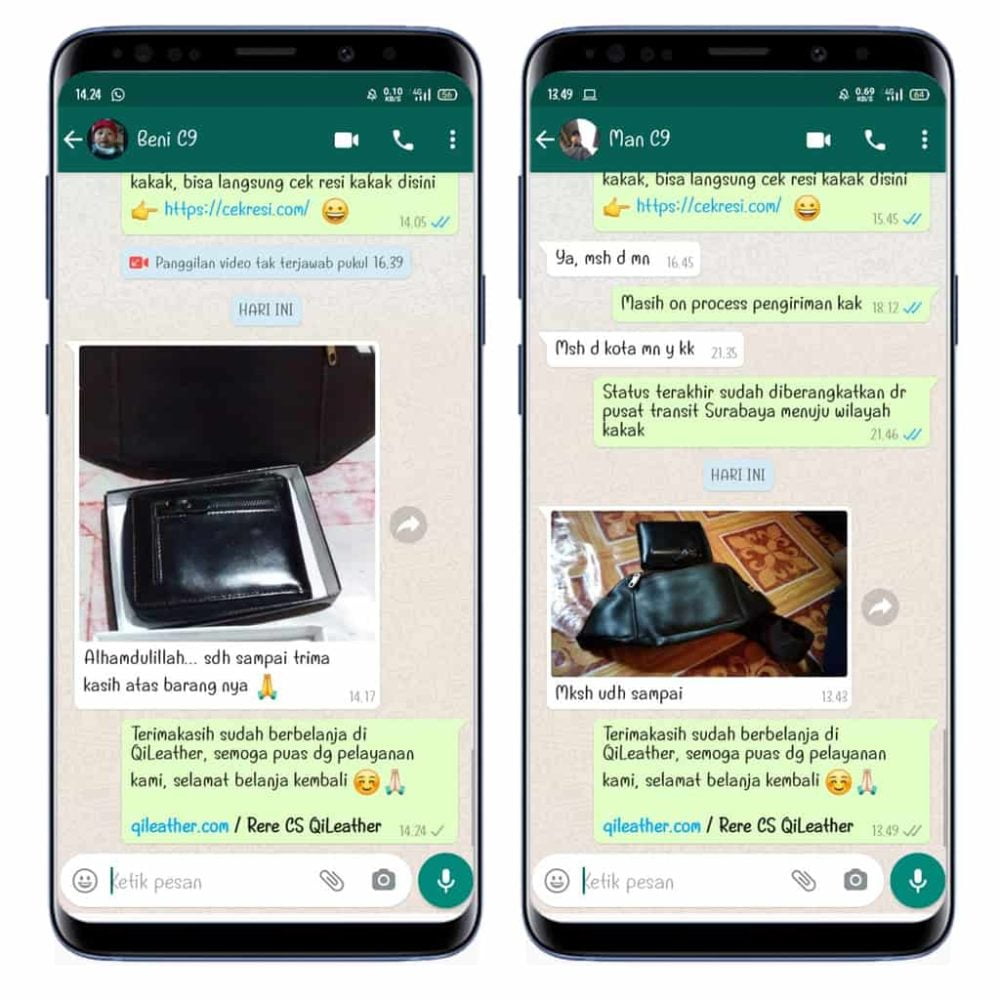 14.24
0.10
KB/S
4G
56
Beni C9
kakak, bisa langsung cek resi kakak disini
👉 https://cekresi.com/ 😀
14.05
Panggilan video tak terjawab pukul 16.39
HARI INI
Alhamdulillah... sdh sampai trima
kasih atas barang nya 🙏
14.17
Terimakasih sudah berbelanja di
QiLeather, semoga puas dg pelayanan
kami, selamat belanja kembali ☺️🙏🏻
qileather.com / Rere CS QiLeather
14.24
Ketik pesan
13.49
0.69
KB/S
4G
64
Man C9
kakak, bisa langsung cek resi kakak disini
👉 https://cekresi.com/ 😀
15.45
Ya, msh d mn
16.45
Masih on process pengiriman kak
18.12
Msh d kota mn y kk
21.35
Status terakhir sudah diberangkatkan dr
pusat transit Surabaya menuju wilayah
kakak
21.46
HARI INI
Mksh udh sampai
13.43
Terimakasih sudah berbelanja di
QiLeather, semoga puas dg pelayanan
kami, selamat belanja kembali ☺️🙏🏻
qileather.com / Rere CS QiLeather
13.49
Ketik pesan